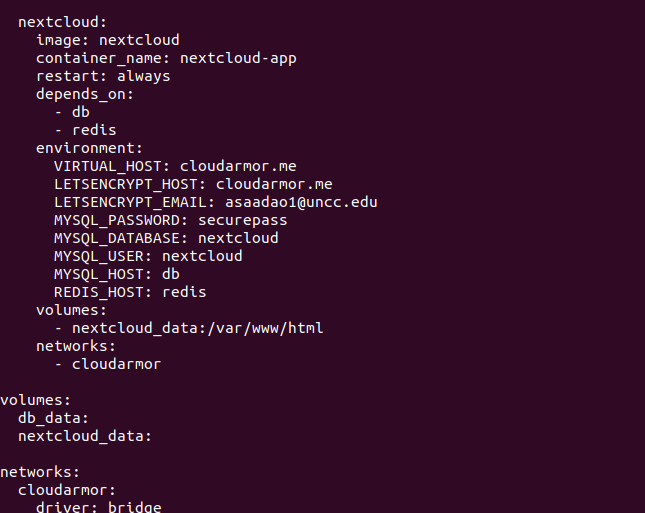 nextcloud:
image: nextcloud
container_name: nextcloud-app
restart: always
depends_on:
- db
- redis
environment:
VIRTUAL_HOST: cloudarmor.me
LETSENCRYPT_HOST: cloudarmor.me
LETSENCRYPT_EMAIL: asaadao1@uncc.edu
MYSQL_PASSWORD: securepass
MYSQL_DATABASE: nextcloud
MYSQL_USER: nextcloud
MYSQL_HOST: db
REDIS_HOST: redis
volumes:
- nextcloud_data:/var/www/html
networks:
- cloudarmor
volumes:
db_data:
nextcloud_data:
networks:
cloudarmor:
driver: bridge